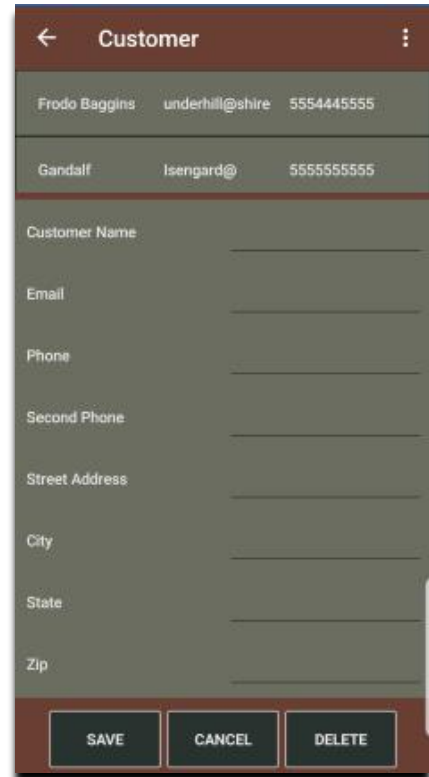 Customer
Frodo Baggins underhill@shire 5554445555
Gandalf Isengard@ 5555555555
Customer Name
Email
Phone
Second Phone
Street Address
City
State
Zip
SAVE CANCEL DELETE